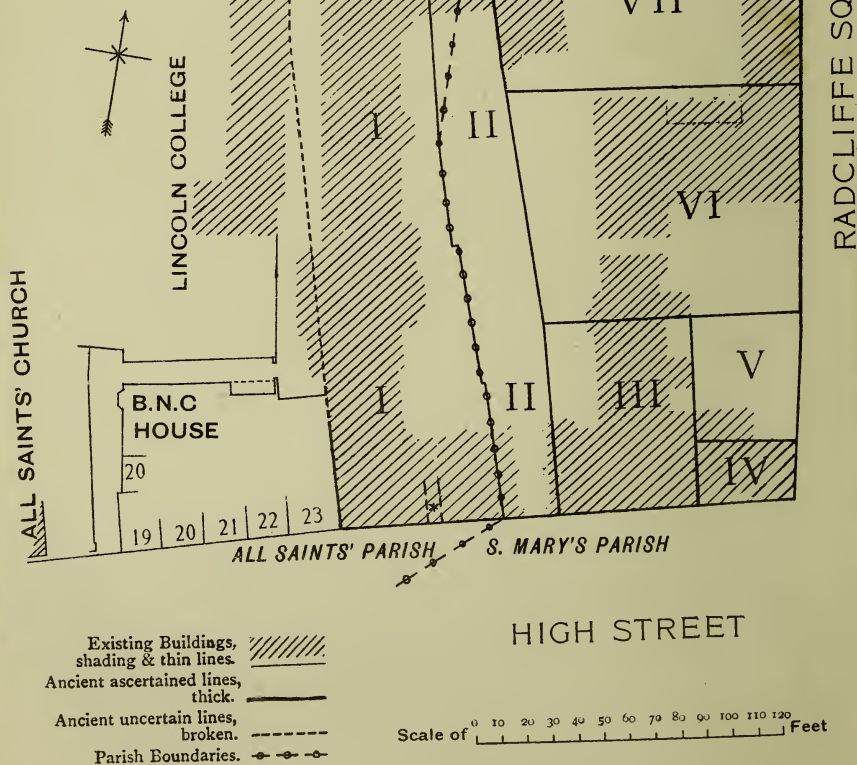 VII
RADCLIFFE SQ
LINCOLN COLLEGE
I
II
VI
ALL SAINTS' CHURCH
B.N.C
HOUSE
I
II
III
V
IV
20
*
19 20 21 22 23
ALL SAINTS' PARISH S. MARY'S PARISH
HIGH STREET
Existing Buildings,
shading & thin lines.
Ancient ascertained lines,
thick.
Ancient uncertain lines,
broken.
Parish Boundaries.
Scale of 0 10 20 30 40 50 60 70 80 90 100 110 120 Feet